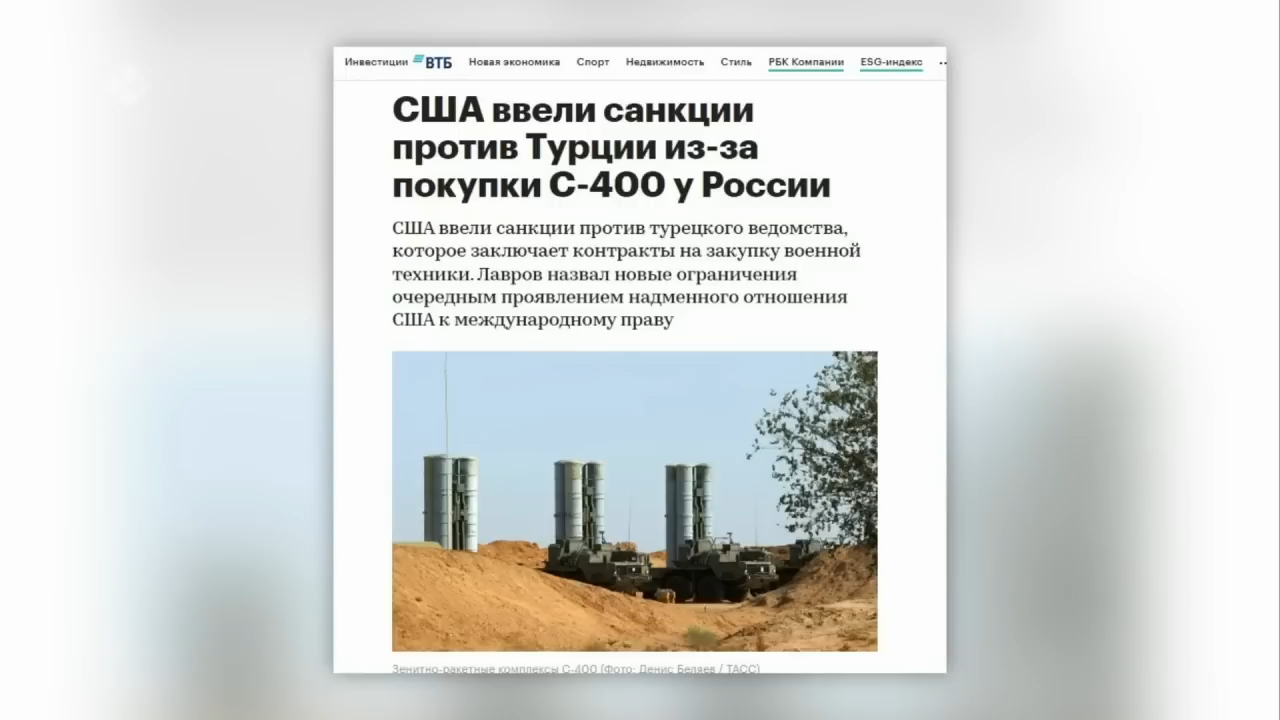 Инвестиции ВТБ Новая экономика Спорт Недвижимость Стиль РБК Компании ESG-индекс ...
США ввели санкции
против Турции из-за
покупки С-400 у России
США ввели санкции против турецкого ведомства,
которое заключает контракты на закупку военной
техники. Лавров назвал новые ограничения
очередным проявлением надменного отношения
США к международному праву
Зенитно-ракетные комплексы С-400 (Фото: Денис Беляев / ТАСС)